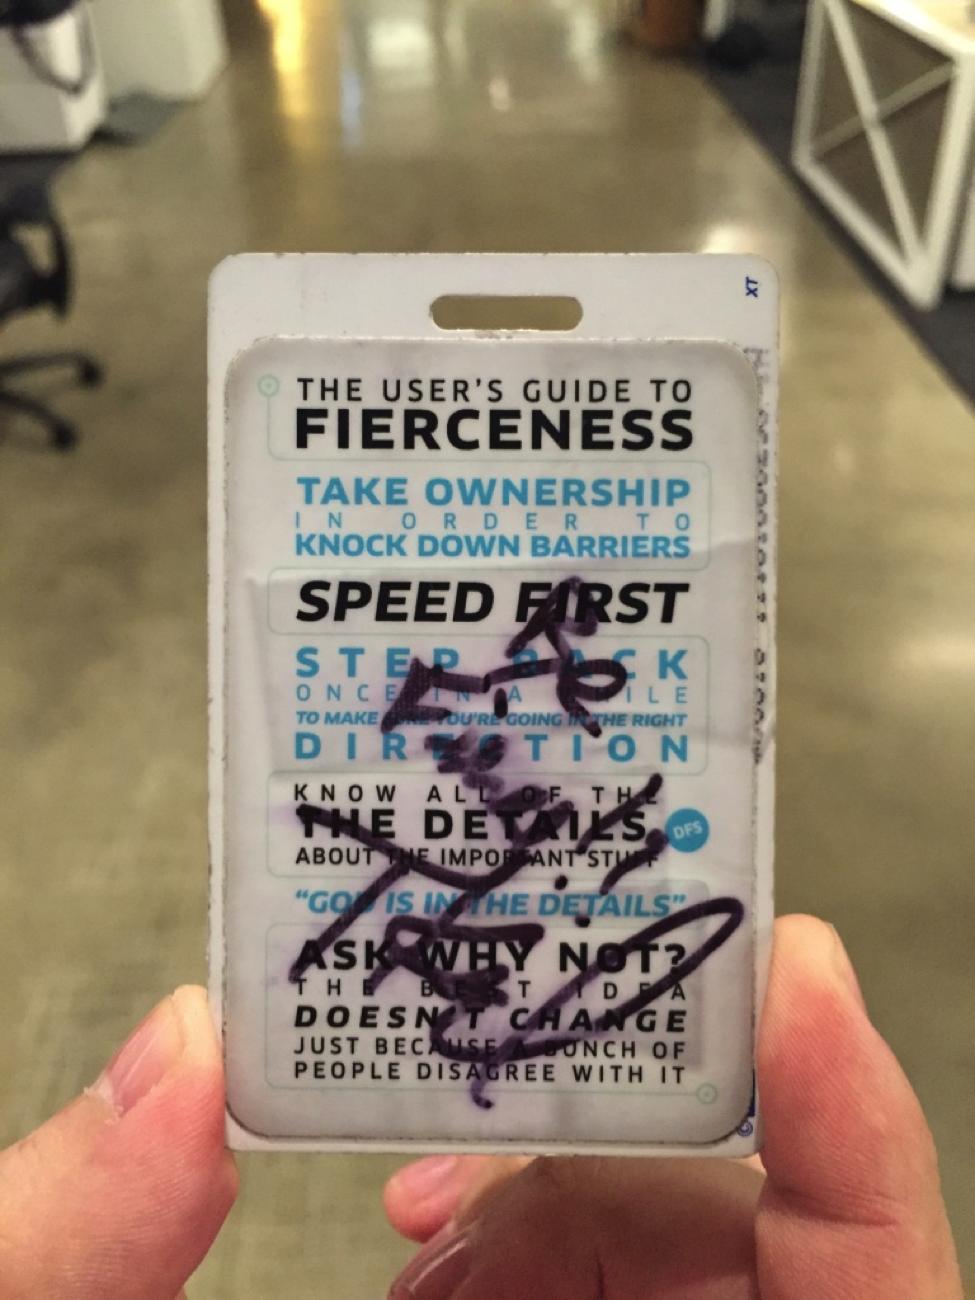 XT
THE USER'S GUIDE TO
FIERCENESS
TAKE OWNERSHIP
IN ORDER TO
KNOCK DOWN BARRIERS
SPEED FIRST
STEP BACK
ONCE IN A WHILE
TO MAKE SURE YOU'RE GOING IN THE RIGHT
DIRECTION
KNOW ALL OF THE
THE DETAILS
DFS
ABOUT THE IMPORTANT STUFF
"GOD IS IN THE DETAILS"
ASK WHY NOT?
THE BEST IDEA
DOESN'T CHANGE
JUST BECAUSE A BUNCH OF
PEOPLE DISAGREE WITH IT